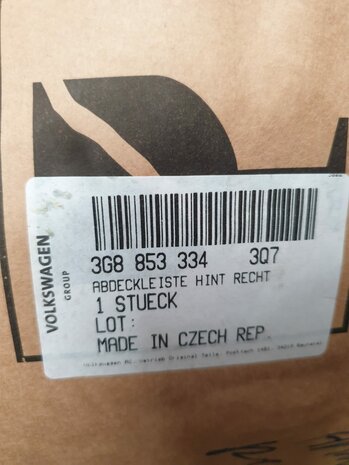 3G8 853 334 3Q7
ABDECKLEISTE HINT RECHT
1 STUECK
LOT:
MADE IN CZECH REP.
VOLKSWAGEN
GROUP